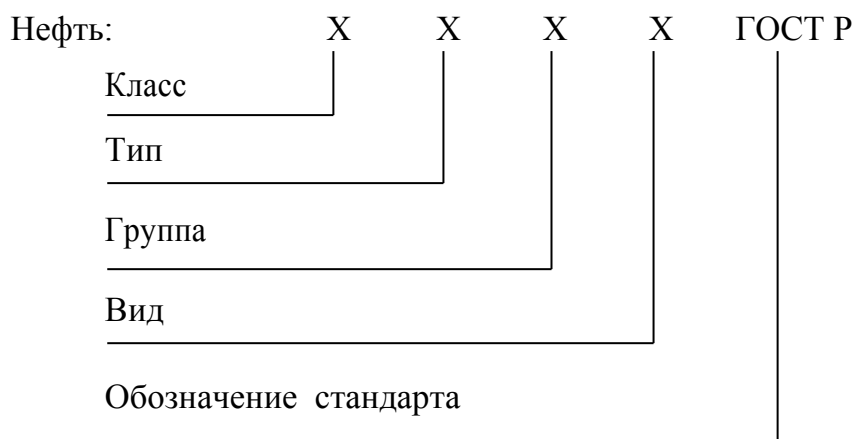 Нефть: X X X X ГОСТ Р
Класс
Тип
Группа
Вид
Обозначение стандарта